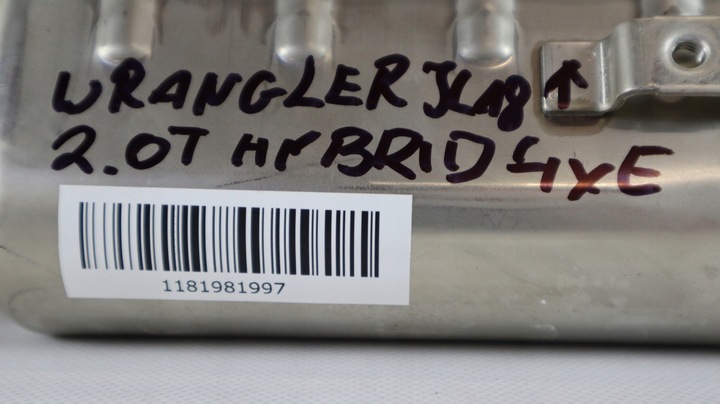 WRANGLER JL18↑
2.0T HYBRID 4xE
1181981997